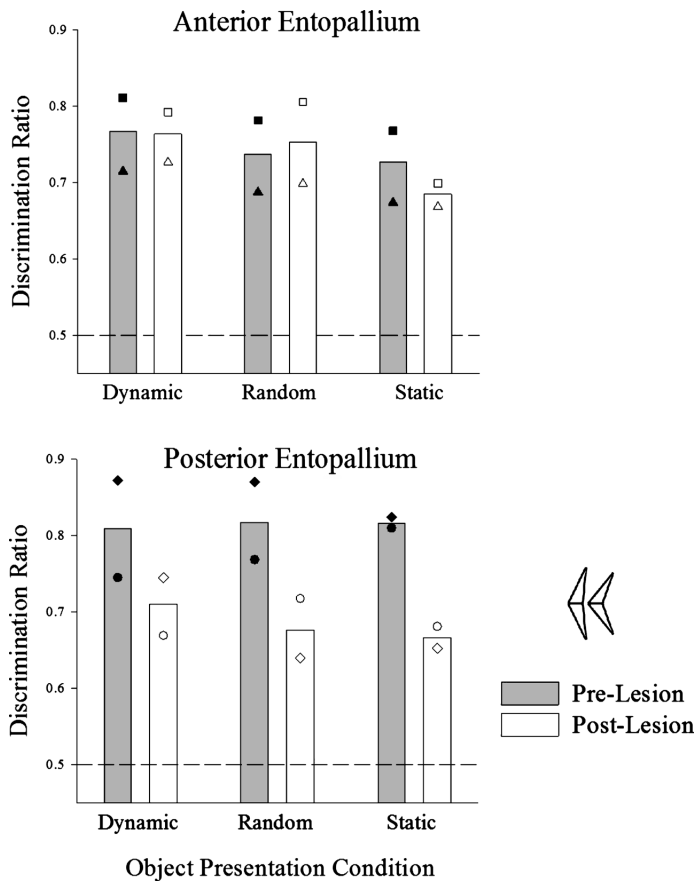 Anterior Entopallium
0.9
0.8
0.7
0.6
0.5
Discrimination Ratio
Dynamic Random Static
Posterior Entopallium
0.9
0.8
0.7
0.6
0.5
Discrimination Ratio
Dynamic Random Static
Object Presentation Condition
Pre-Lesion
Post-Lesion